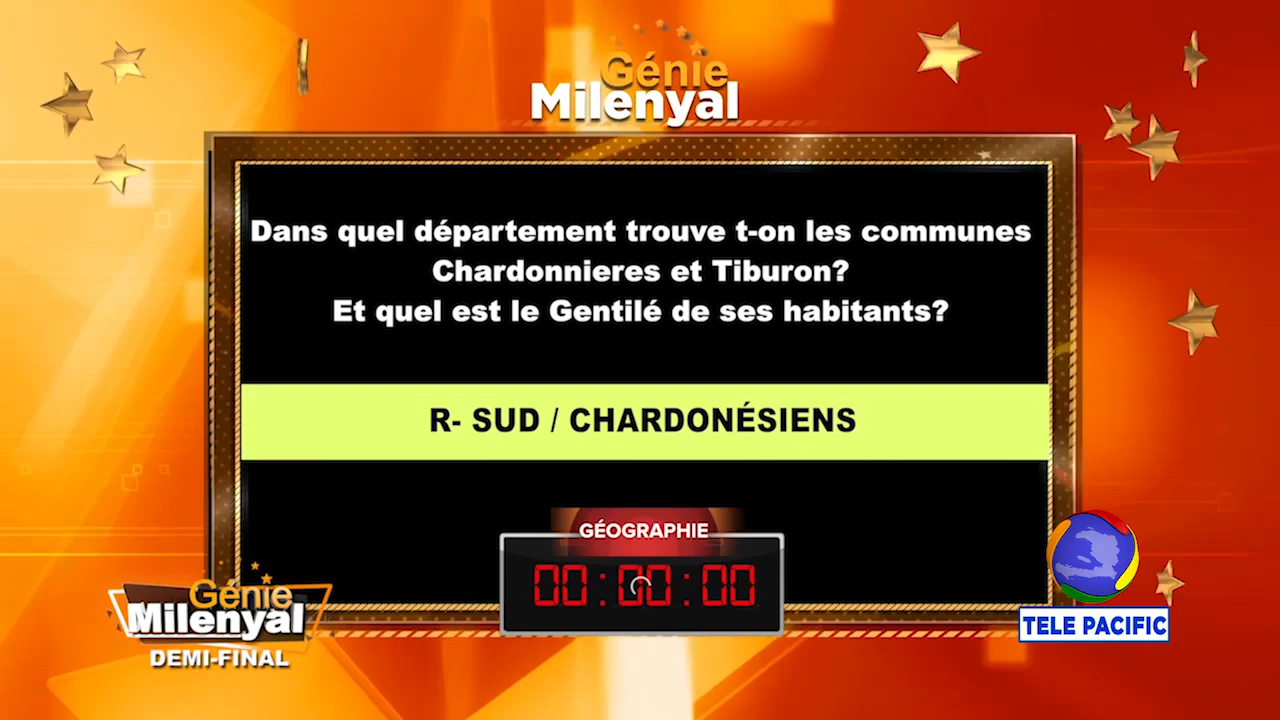 Génie
Milenyal
Dans quel département trouve t-on les communes
Chardonnieres et Tiburon?
Et quel est le Gentilé de ses habitants?
R- SUD / CHARDONÉSIENS
GÉOGRAPHIE
00:00:00
Génie
Milenyal
DEMI-FINAL
TELE PACIFIC